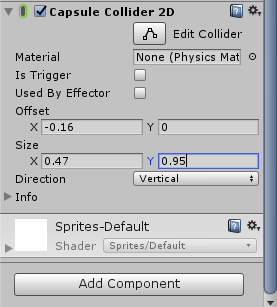 Capsule Collider 2D
Edit Collider
Material None (Physics Mat
Is Trigger
Used By Effector
Offset
X -0.16 Y 0
Size
X 0.47 Y 0.95
Direction Vertical
Info
Sprites-Default
Shader Sprites/Default
Add Component